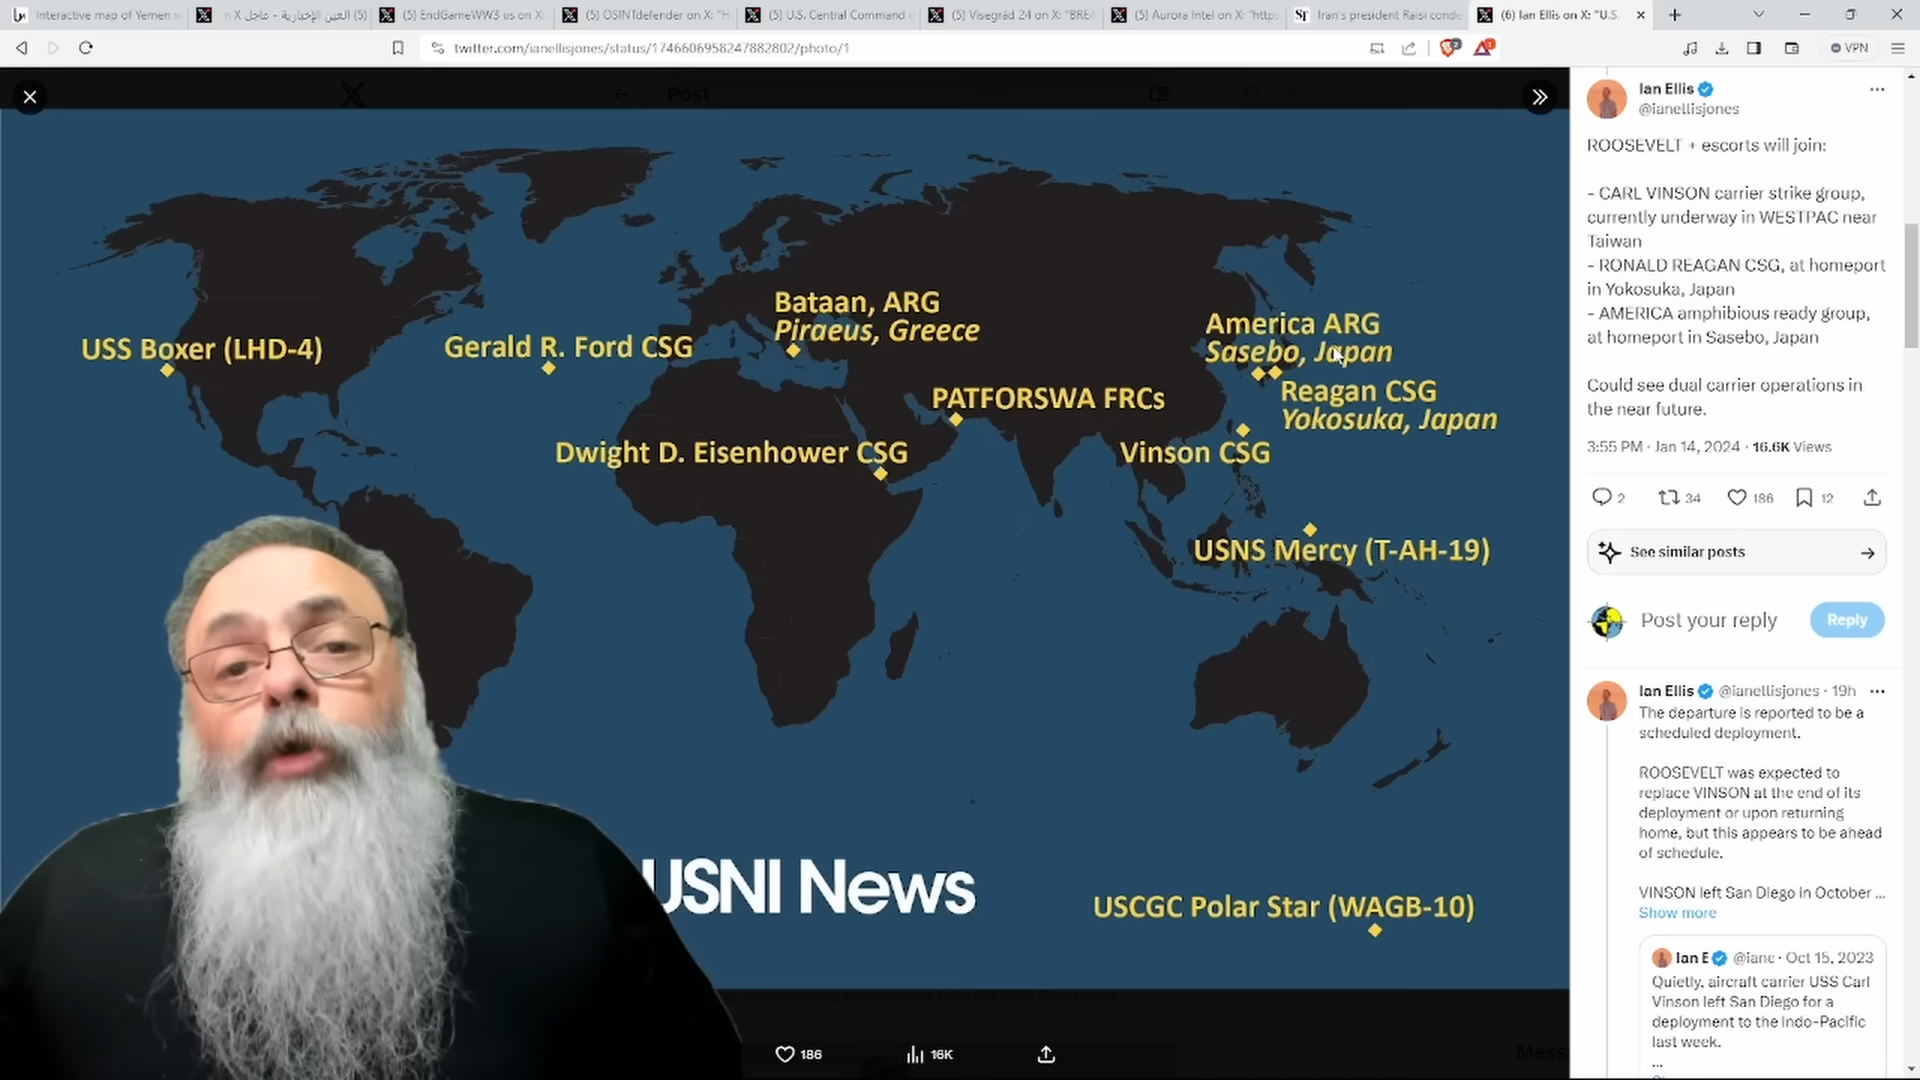 Interactive map of Yemen w
(5) العين الإخبارية - عاجل X
(5) EndGameWW3 us on X:
(5) OSINTdefender on X: "H
(5) U.S. Central Command
(5) Visegrád 24 on X: "BREA
(5) Aurora Intel on X: "https
Iran's president Raisi conde
(6) Ian Ellis on X: "U.S.
twitter.com/ianellisjones/status/1746606958247882802/photo/1
VPN
Post
USS Boxer (LHD-4)
Gerald R. Ford CSG
Bataan, ARG
Piraeus, Greece
America ARG
Sasebo, Japan
Reagan CSG
Yokosuka, Japan
PATFORSWA FRCs
Dwight D. Eisenhower CSG
Vinson CSG
USNS Mercy (T-AH-19)
USNI News
USCGC Polar Star (WAGB-10)
186
16K
Ian Ellis
@ianellisjones
ROOSEVELT + escorts will join:
- CARL VINSON carrier strike group,
currently underway in WESTPAC near
Taiwan
- RONALD REAGAN CSG, at homeport
in Yokosuka, Japan
- AMERICA amphibious ready group,
at homeport in Sasebo, Japan
Could see dual carrier operations in
the near future.
3:55 PM · Jan 14, 2024 · 16.6K Views
2
34
186
12
See similar posts
Post your reply
Reply
Ian Ellis @ianellisjones · 19h
The departure is reported to be a
scheduled deployment.
ROOSEVELT was expected to
replace VINSON at the end of its
deployment or upon returning
home, but this appears to be ahead
of schedule.
VINSON left San Diego in October ...
Show more
Ian E @iane · Oct 15, 2023
Quietly, aircraft carrier USS Carl
Vinson left San Diego for a
deployment to the Indo-Pacific
last week.
...